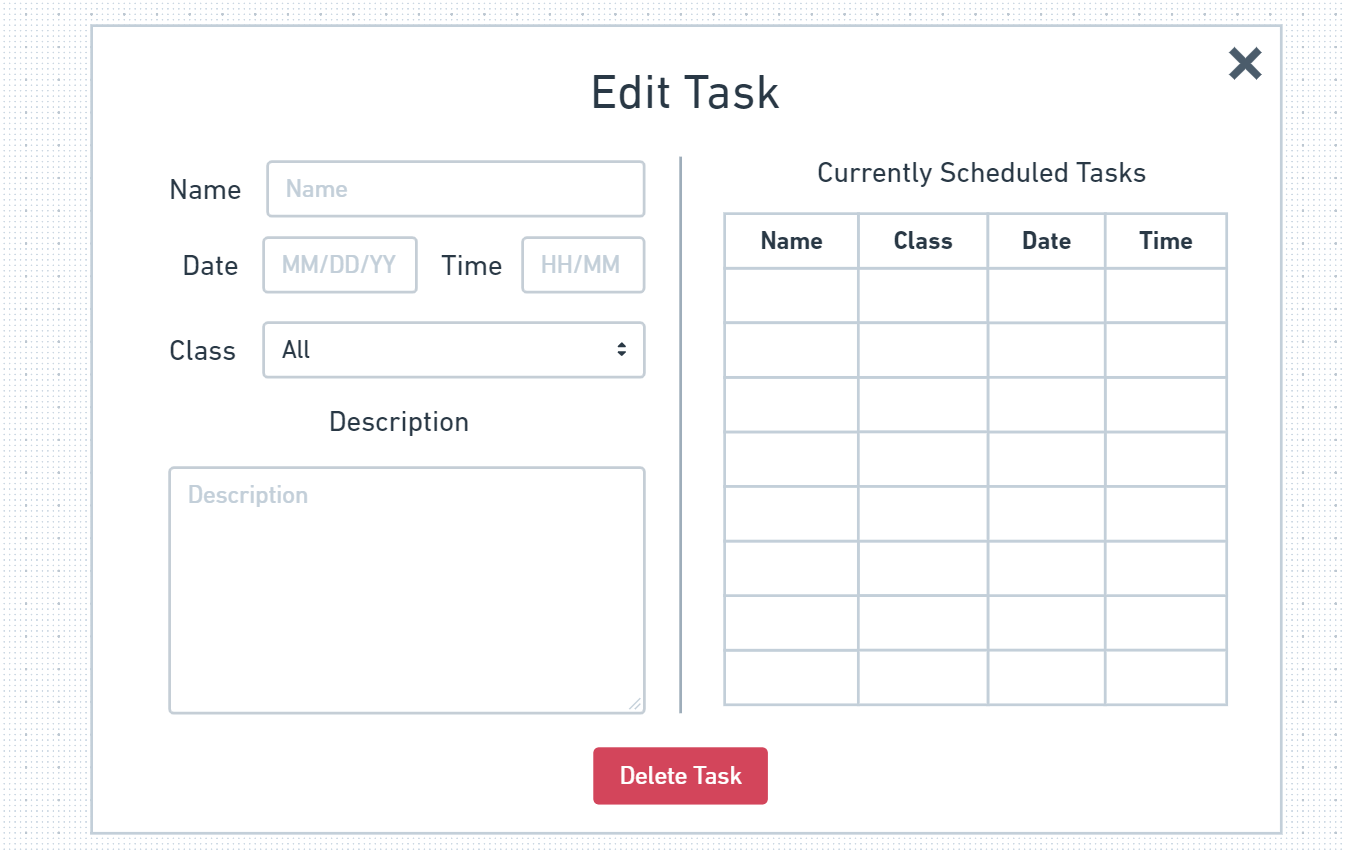 Edit Task
Name Name
Date MM/DD/YY Time HH/MM
Class All
Description
Description
Currently Scheduled Tasks
Name Class Date Time
Delete Task